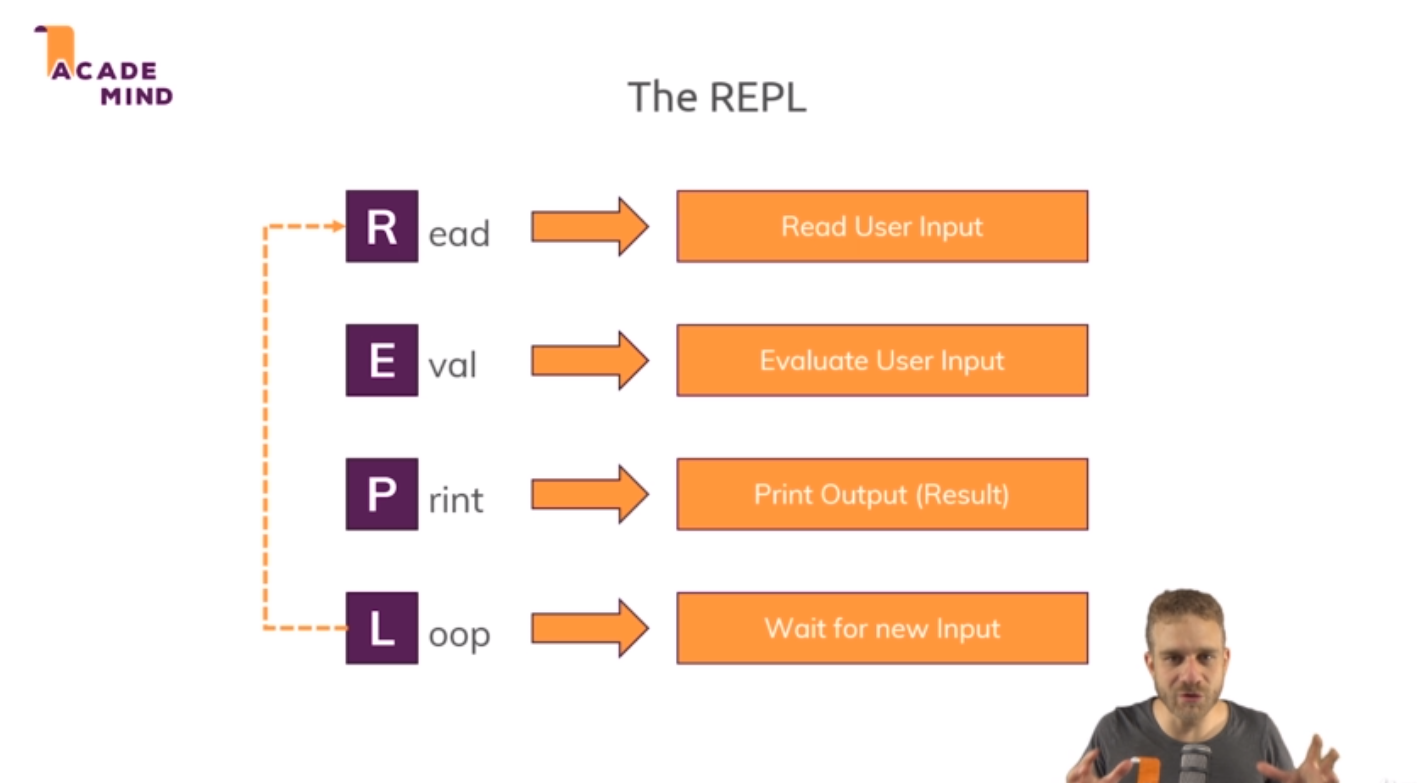 ACADE
MIND
The REPL
R ead
Read User Input
E val
Evaluate User Input
P rint
Print Output (Result)
L oop
Wait for new Input